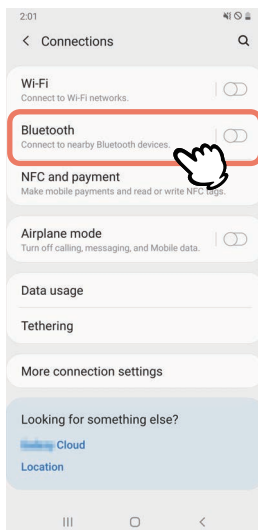 2:01
Connections
Wi-Fi
Connect to Wi-Fi networks.
Bluetooth
Connect to nearby Bluetooth devices.
NFC and payment
Make mobile payments and read or write NFC tags.
Airplane mode
Turn off calling, messaging, and Mobile data.
Data usage
Tethering
More connection settings
Looking for something else?
Cloud
Location